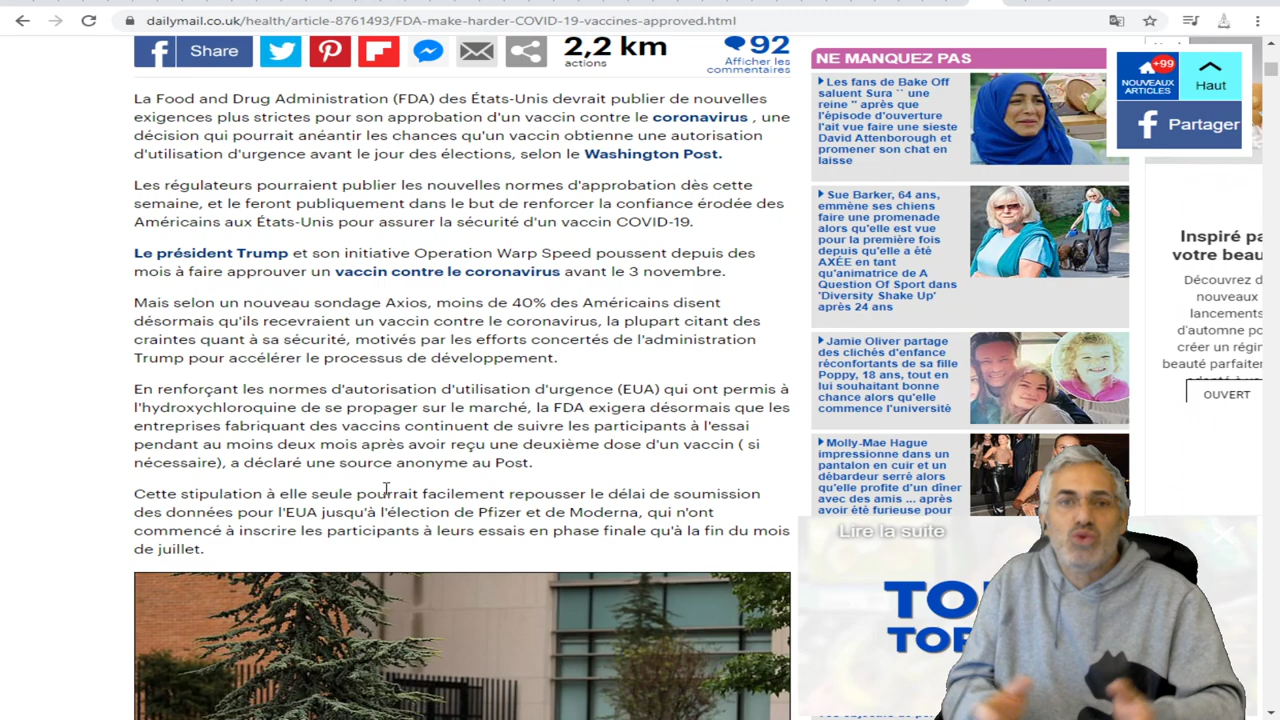 dailymail.co.uk/health/article-8761493/FDA-make-harder-COVID-19-vaccines-approved.html
Share
2,2 km
actions
92
Afficher les
commentaires
La Food and Drug Administration (FDA) des États-Unis devrait publier de nouvelles
exigences plus strictes pour son approbation d'un vaccin contre le coronavirus , une
décision qui pourrait anéantir les chances qu'un vaccin obtienne une autorisation
d'utilisation d'urgence avant le jour des élections, selon le Washington Post.
Les régulateurs pourraient publier les nouvelles normes d'approbation dès cette
semaine, et le feront publiquement dans le but de renforcer la confiance érodée des
Américains aux États-Unis pour assurer la sécurité d'un vaccin COVID-19.
Le président Trump et son initiative Operation Warp Speed poussent depuis des
mois à faire approuver un vaccin contre le coronavirus avant le 3 novembre.
Mais selon un nouveau sondage Axios, moins de 40% des Américains disent
désormais qu'ils recevraient un vaccin contre le coronavirus, la plupart citant des
craintes quant à sa sécurité, motivés par les efforts concertés de l'administration
Trump pour accélérer le processus de développement.
En renforçant les normes d'autorisation d'utilisation d'urgence (EUA) qui ont permis à
l'hydroxychloroquine de se propager sur le marché, la FDA exigera désormais que les
entreprises fabriquant des vaccins continuent de suivre les participants à l'essai
pendant au moins deux mois après avoir reçu une deuxième dose d'un vaccin ( si
nécessaire), a déclaré une source anonyme au Post.
Cette stipulation à elle seule pourrait facilement repousser le délai de soumission
des données pour l'EUA jusqu'à l'élection de Pfizer et de Moderna, qui n'ont
commencé à inscrire les participants à leurs essais en phase finale qu'à la fin du mois
de juillet.
NE MANQUEZ PAS
Les fans de Bake Off
saluent Sura `` une
reine '' après que
l'épisode d'ouverture
l'ait vue faire une sieste
David Attenborough et
promener son chat en
laisse
Sue Barker, 64 ans,
emmène ses chiens
faire une promenade
alors qu'elle est vue
pour la première fois
depuis qu'elle a été
AXÉE en tant
qu'animatrice de A
Question Of Sport dans
'Diversity Shake Up'
après 24 ans
Jamie Oliver partage
des clichés d'enfance
réconfortants de sa fille
Poppy, 18 ans, tout en
lui souhaitant bonne
chance alors qu'elle
commence l'université
Molly-Mae Hague
impressionne dans un
pantalon en cuir et un
débardeur serré alors
qu'elle profite d'un dîner
avec des amis ... après
avoir été furieuse pour
Lire la suite
+99
NOUVEAUX
ARTICLES
Haut
Partager
Inspiré pa
votre beau
Découvrez d
nouveaux
lancements
d'automne po
créer un régir
beauté parfaiter
OUVERT